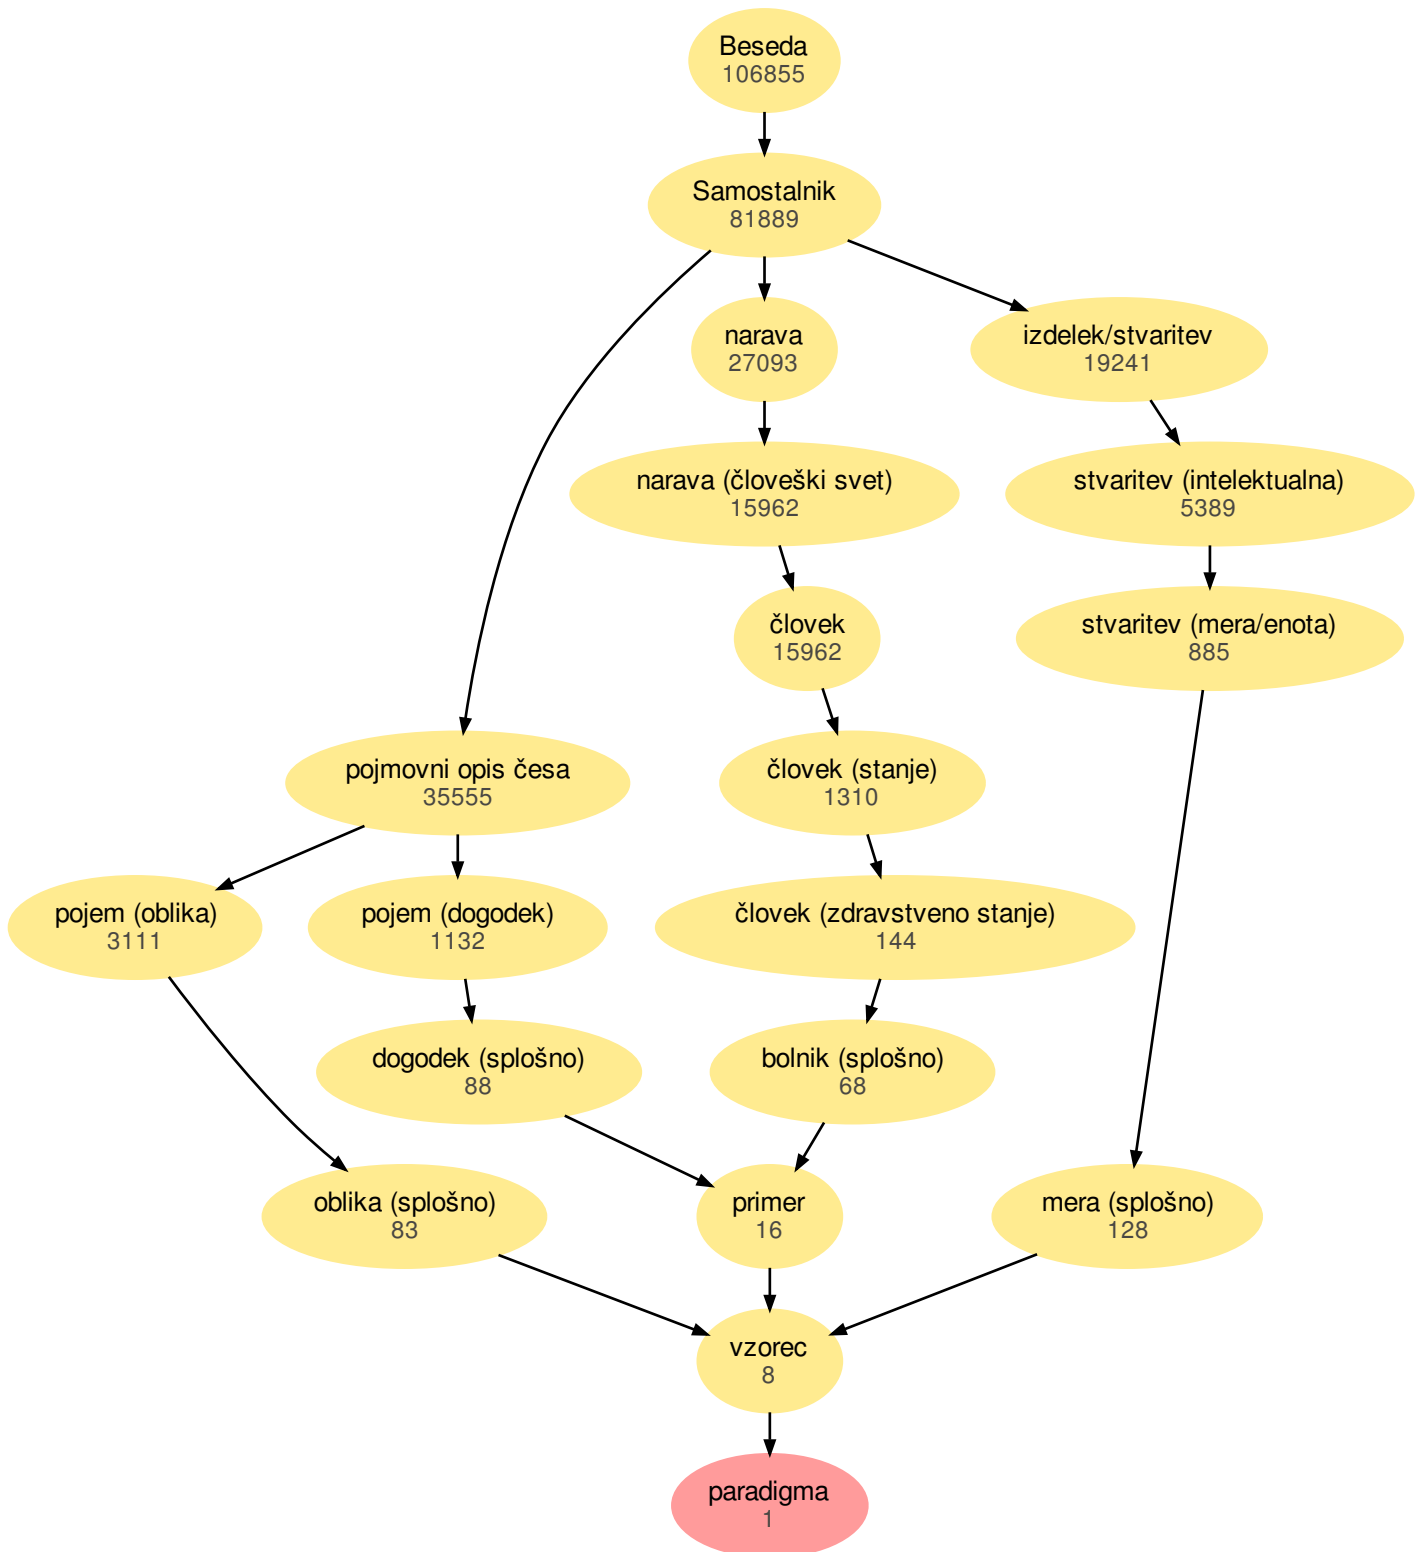 Beseda
106855
Samostalnik
81889
narava
27093
izdelek/stvaritev
19241
narava (človeški svet)
15962
stvaritev (intelektualna)
5389
človek
15962
stvaritev (mera/enota)
885
pojmovni opis česa
35555
človek (stanje)
1310
pojem (oblika)
3111
pojem (dogodek)
1132
človek (zdravstveno stanje)
144
dogodek (splošno)
88
bolnik (splošno)
68
oblika (splošno)
83
primer
16
mera (splošno)
128
vzorec
8
paradigma
1